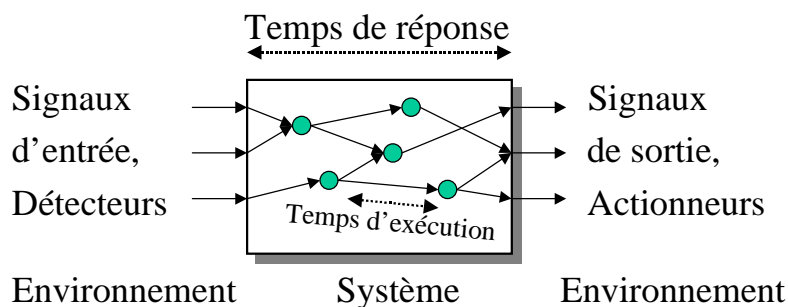 Temps de réponse
Signaux
d’entrée,
Détecteurs
Temps d’exécution
Signaux
de sortie,
Actionneurs
Environnement
Système
Environnement